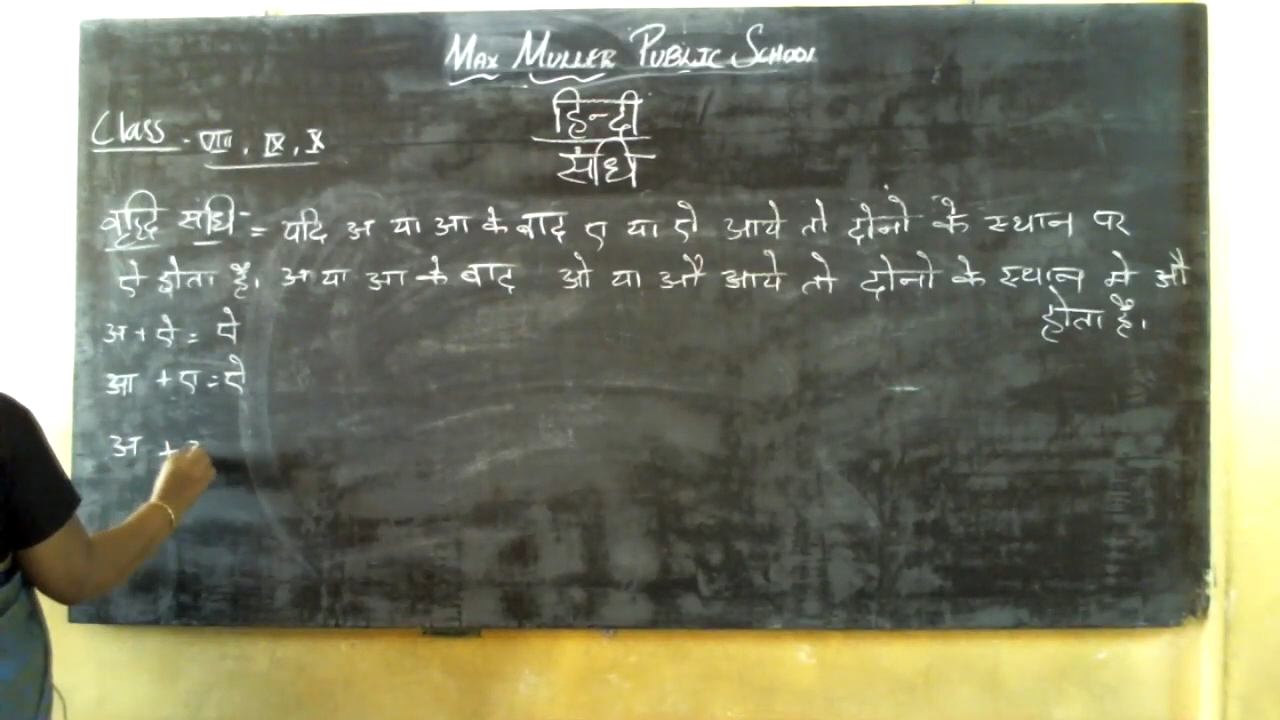 MAX MULLER PUBLIC SCHOOL
हिन्दी
Class - VIII, IX, X
संधि
वृद्धि संधि - = यदि अ या आ के बाद ए या ऐ आये तो दोनो के स्थान पर
ऐ होता है। अ या आ के बाद ओ या औ आये तो दोनो के स्थान मे औ
होता है।
अ + ऐ = ऐ
आ + ए = ऐ
अ +